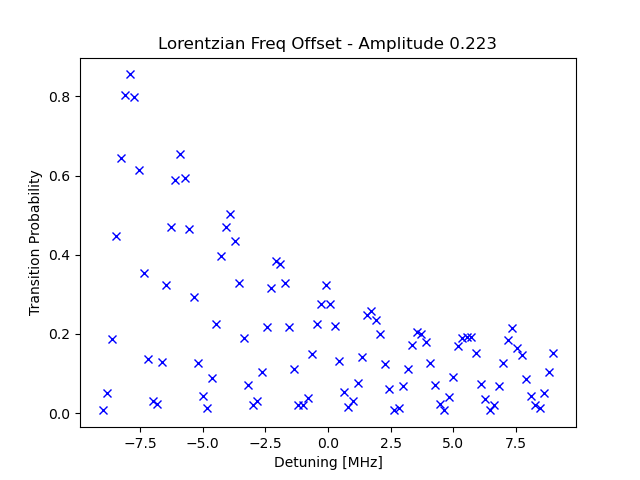 Lorentzian Freq Offset - Amplitude 0.223
Transition Probability
0.8
0.6
0.4
0.2
0.0
−7.5 −5.0 −2.5 0.0 2.5 5.0 7.5
Detuning [MHz]